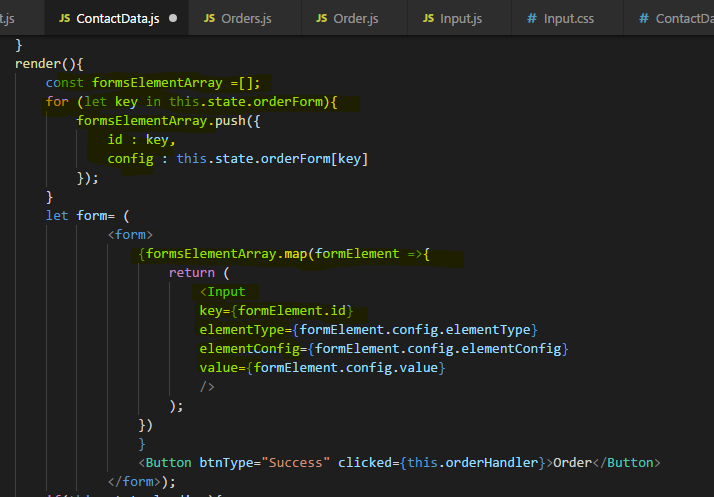 t.js
JS ContactData.js
JS Orders.js
JS Order.js
JS Input.js
# Input.css
# ContactDa
}
render(){
const formsElementArray =[];
for (let key in this.state.orderForm){
formsElementArray.push({
id : key,
config : this.state.orderForm[key]
});
}
let form= (
<form>
{formsElementArray.map(formElement =>{
return (
<Input
key={formElement.id}
elementType={formElement.config.elementType}
elementConfig={formElement.config.elementConfig}
value={formElement.config.value}
/>
);
})
}
<Button btnType="Success" clicked={this.orderHandler}>Order</Button>
</form>);